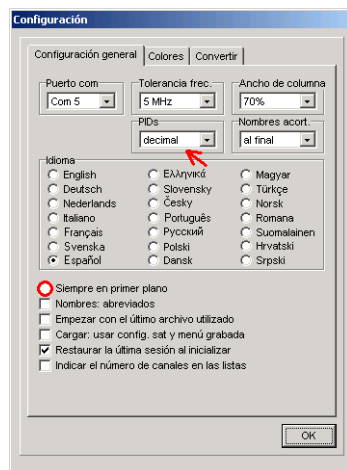 Configuración
Configuración general Colores Convertir
Puerto com Tolerancia frec. Ancho de columna
Com 5 5 MHz 70%
PIDs Nombres acort.
decimal al final
Idioma
English Ελληνικά Magyar
Deutsch Slovensky Türkçe
Nederlands Česky Norsk
Italiano Português Romana
Français Русский Suomalainen
Svenska Polski Hrvatski
Español Dansk Srpski
Siempre en primer plano
Nombres: abreviados
Empezar con el último archivo utilizado
Cargar: usar config. sat y menú grabada
Restaurar la última sesión al inicializar
Indicar el número de canales en las listas
OK